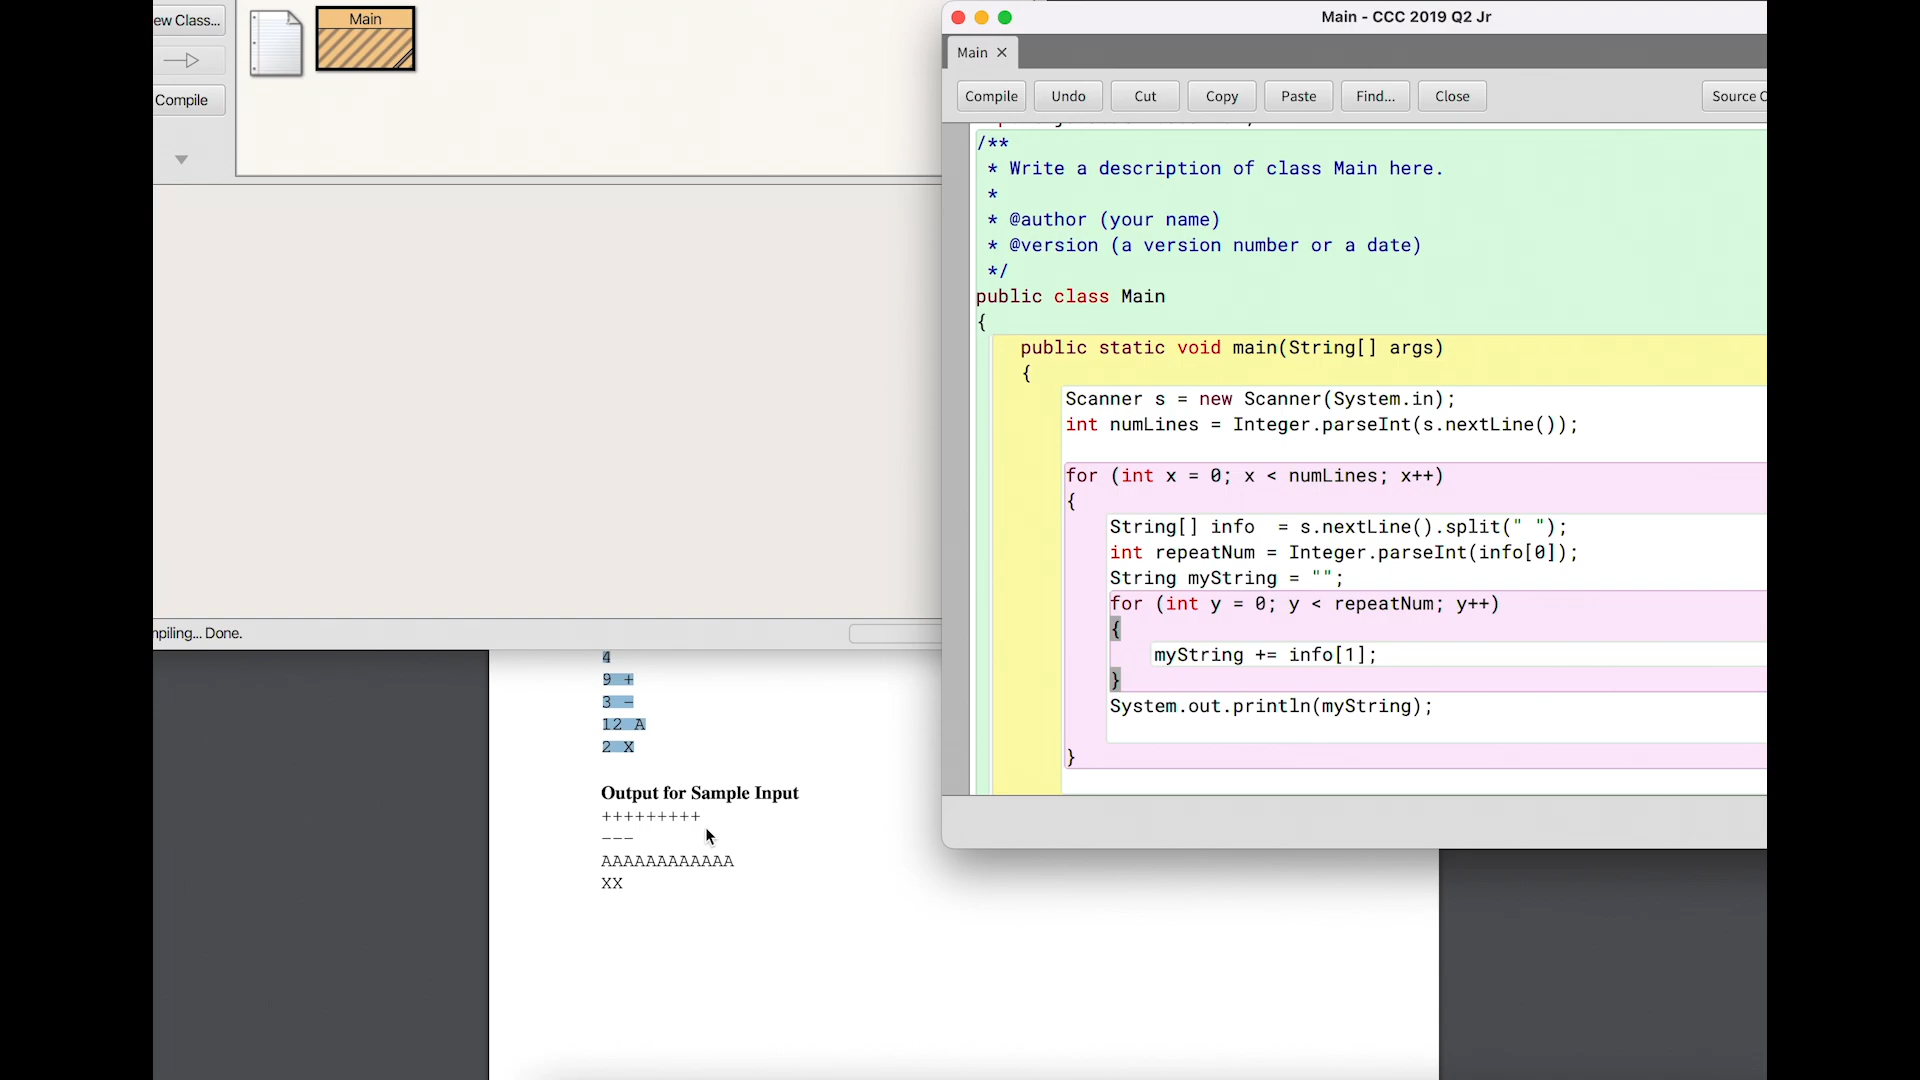 ew Class...
Main
Compile
Main - CCC 2019 Q2 Jr
Main ×
Compile Undo Cut Copy Paste Find... Close Source C
/**
* Write a description of class Main here.
*
* @author (your name)
* @version (a version number or a date)
*/
public class Main
{
public static void main(String[] args)
{
Scanner s = new Scanner(System.in);
int numLines = Integer.parseInt(s.nextLine());
for (int x = 0; x < numLines; x++)
{
String[] info  = s.nextLine().split(" ");
int repeatNum = Integer.parseInt(info[0]);
String myString = "";
for (int y = 0; y < repeatNum; y++)
{
myString += info[1];
}
System.out.println(myString);
}
npiling... Done.
4
9 +
3 -
12 A
2 X
Output for Sample Input
+++++++++
---
AAAAAAAAAAAA
XX